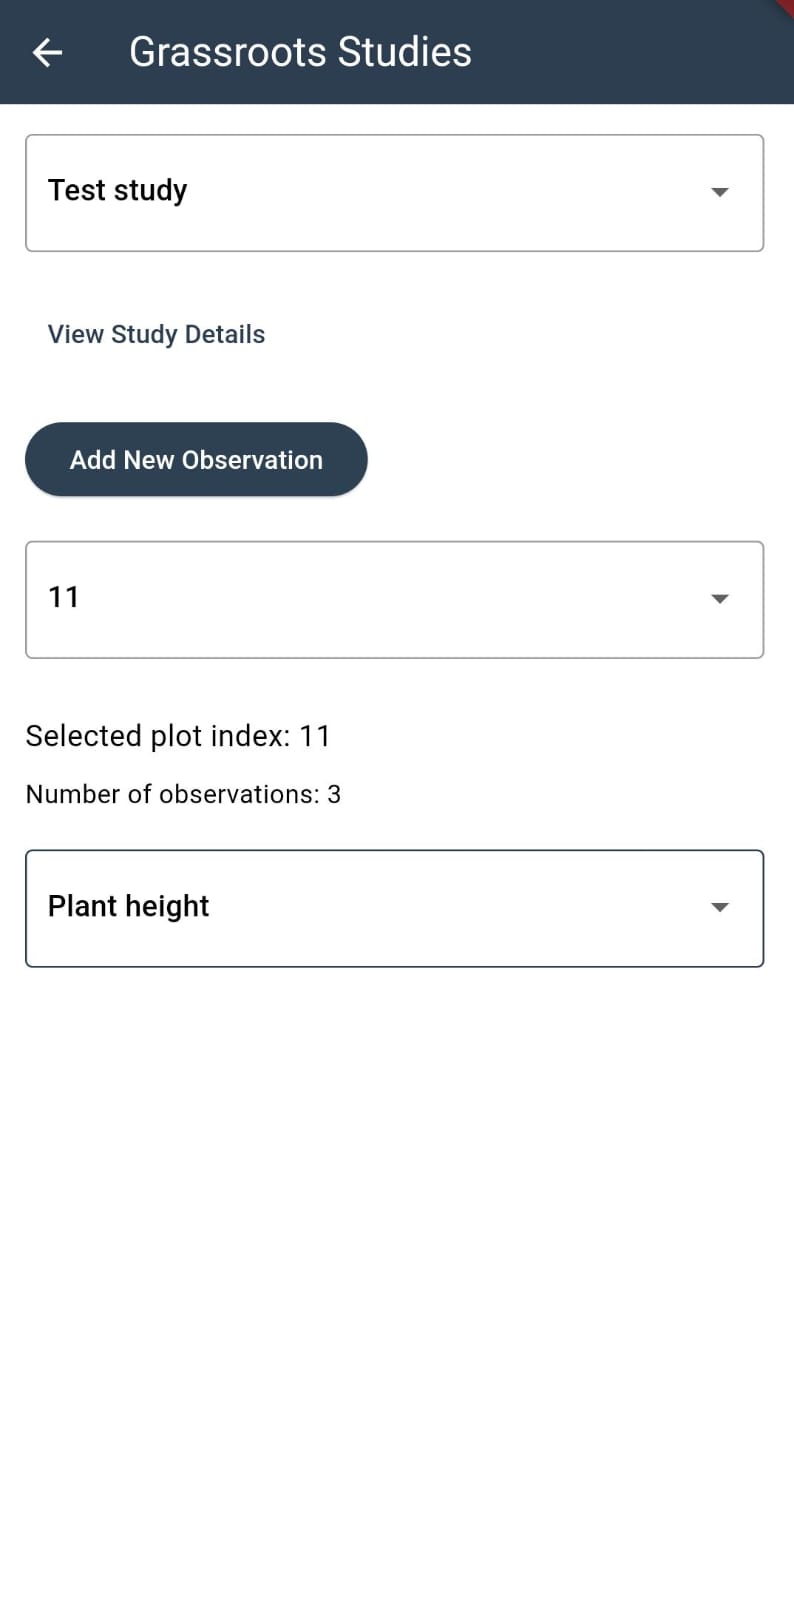 Grassroots Studies
Test study
View Study Details
Add New Observation
11
Selected plot index: 11
Number of observations: 3
Plant height